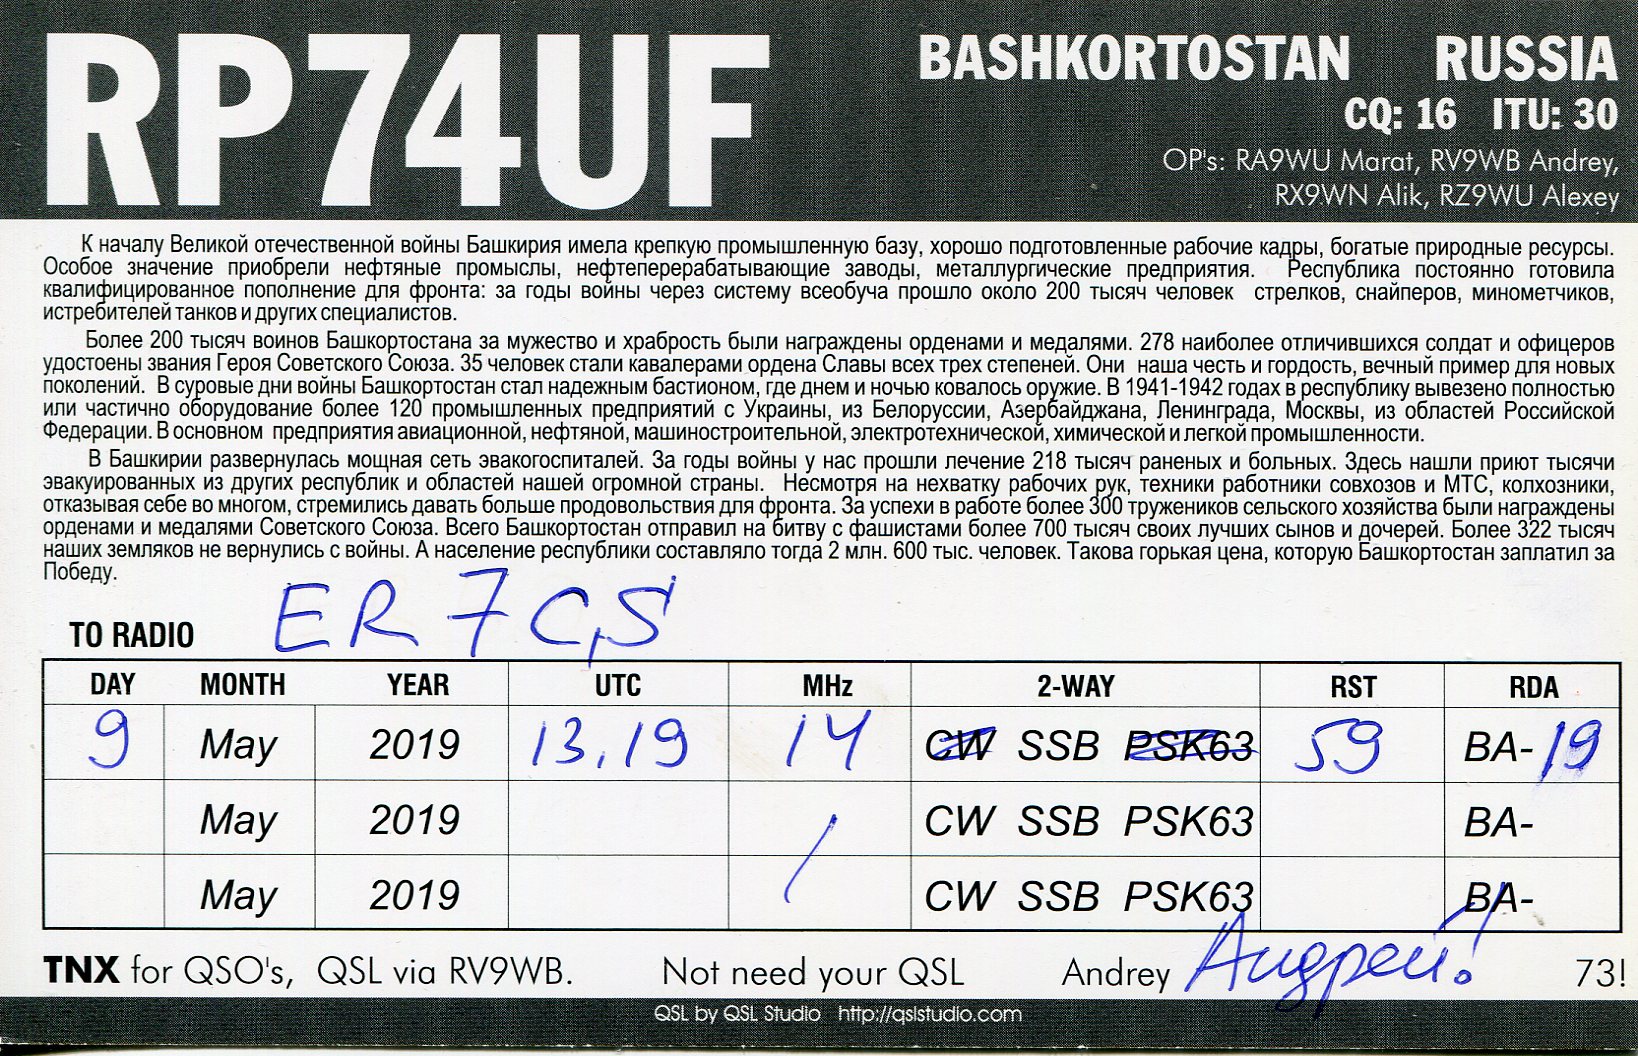 RP74UF
BASHKORTOSTAN RUSSIA
CQ: 16 ITU: 30
OP's: RA9WU Marat, RV9WB Andrey,
RX9WN Alik, RZ9WU Alexey
К началу Великой отечественной войны Башкирия имела крепкую промышленную базу, хорошо подготовленные рабочие кадры, богатые природные ресурсы.
Особое значение приобрели нефтяные промыслы, нефтеперерабатывающие заводы, металлургические предприятия. Республика постоянно готовила
квалифицированное пополнение для фронта: за годы войны через систему всеобуча прошло около 200 тысяч человек стрелков, снайперов, минометчиков,
истребителей танков и других специалистов.
Более 200 тысяч воинов Башкортостана за мужество и храбрость были награждены орденами и медалями. 278 наиболее отличившихся солдат и офицеров
удостоены звания Героя Советского Союза. 35 человек стали кавалерами ордена Славы всех трех степеней. Они наша честь и гордость, вечный пример для новых
поколений. В суровые дни войны Башкортостан стал надежным бастионом, где днем и ночью ковалось оружие. В 1941-1942 годах в республику вывезено полностью
или частично оборудование более 120 промышленных предприятий с Украины, из Белоруссии, Азербайджана, Ленинграда, Москвы, из областей Российской
Федерации. В основном предприятия авиационной, нефтяной, машиностроительной, электротехнической, химической и легкой промышленности.
В Башкирии развернулась мощная сеть эвакогоспиталей. За годы войны у нас прошли лечение 218 тысяч раненых и больных. Здесь нашли приют тысячи
эвакуированных из других республик и областей нашей огромной страны. Несмотря на нехватку рабочих рук, техники работники совхозов и МТС, колхозники,
отказывая себе во многом, стремились давать больше продовольствия для фронта. За успехи в работе более 300 тружеников сельского хозяйства были награждены
орденами и медалями Советского Союза. Всего Башкортостан отправил на битву с фашистами более 700 тысяч своих лучших сынов и дочерей. Более 322 тысяч
наших земляков не вернулись с войны. А население республики составляло тогда 2 млн. 600 тыс. человек. Такова горькая цена, которую Башкортостан заплатил за
Победу.
TO RADIO ER7CS
DAY MONTH YEAR UTC MHz 2-WAY RST RDA
9 May 2019 13.19 14 CW SSB PSK63 59 BA-19
May 2019 CW SSB PSK63 BA-
May 2019 CW SSB PSK63 BA-
TNX for QSO's, QSL via RV9WB. Not need your QSL Andrey Андрей! 73!
QSL by QSL Studio http://qslstudio.com